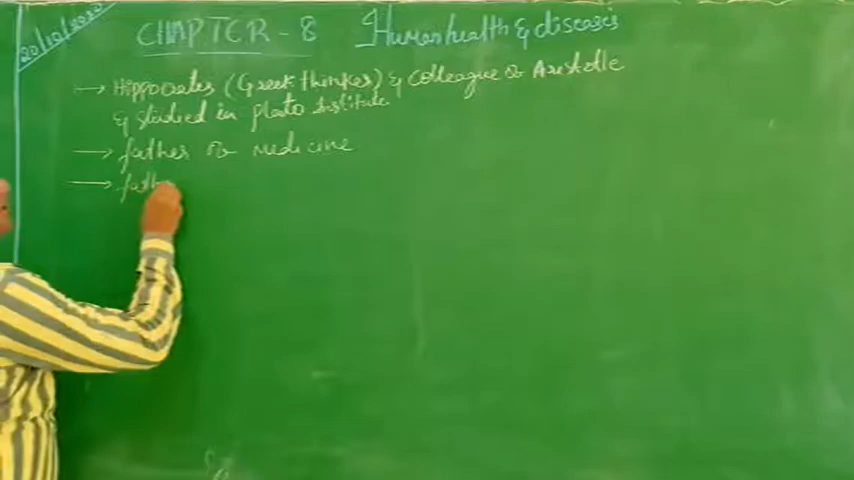 20/10/2020
CHAPTER - 8 Human health & diseases
→ Hippocrates (Greek thinker) & colleague of Aristotle
& studied in Plato institute
→ father of medicine
→ fath